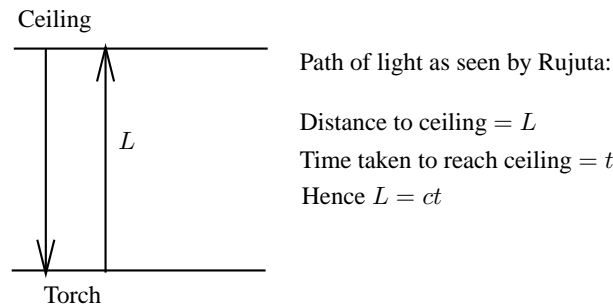 Ceiling
Path of light as seen by Rujuta:
L
Distance to ceiling = L
Time taken to reach ceiling = t
Hence L = ct
Torch